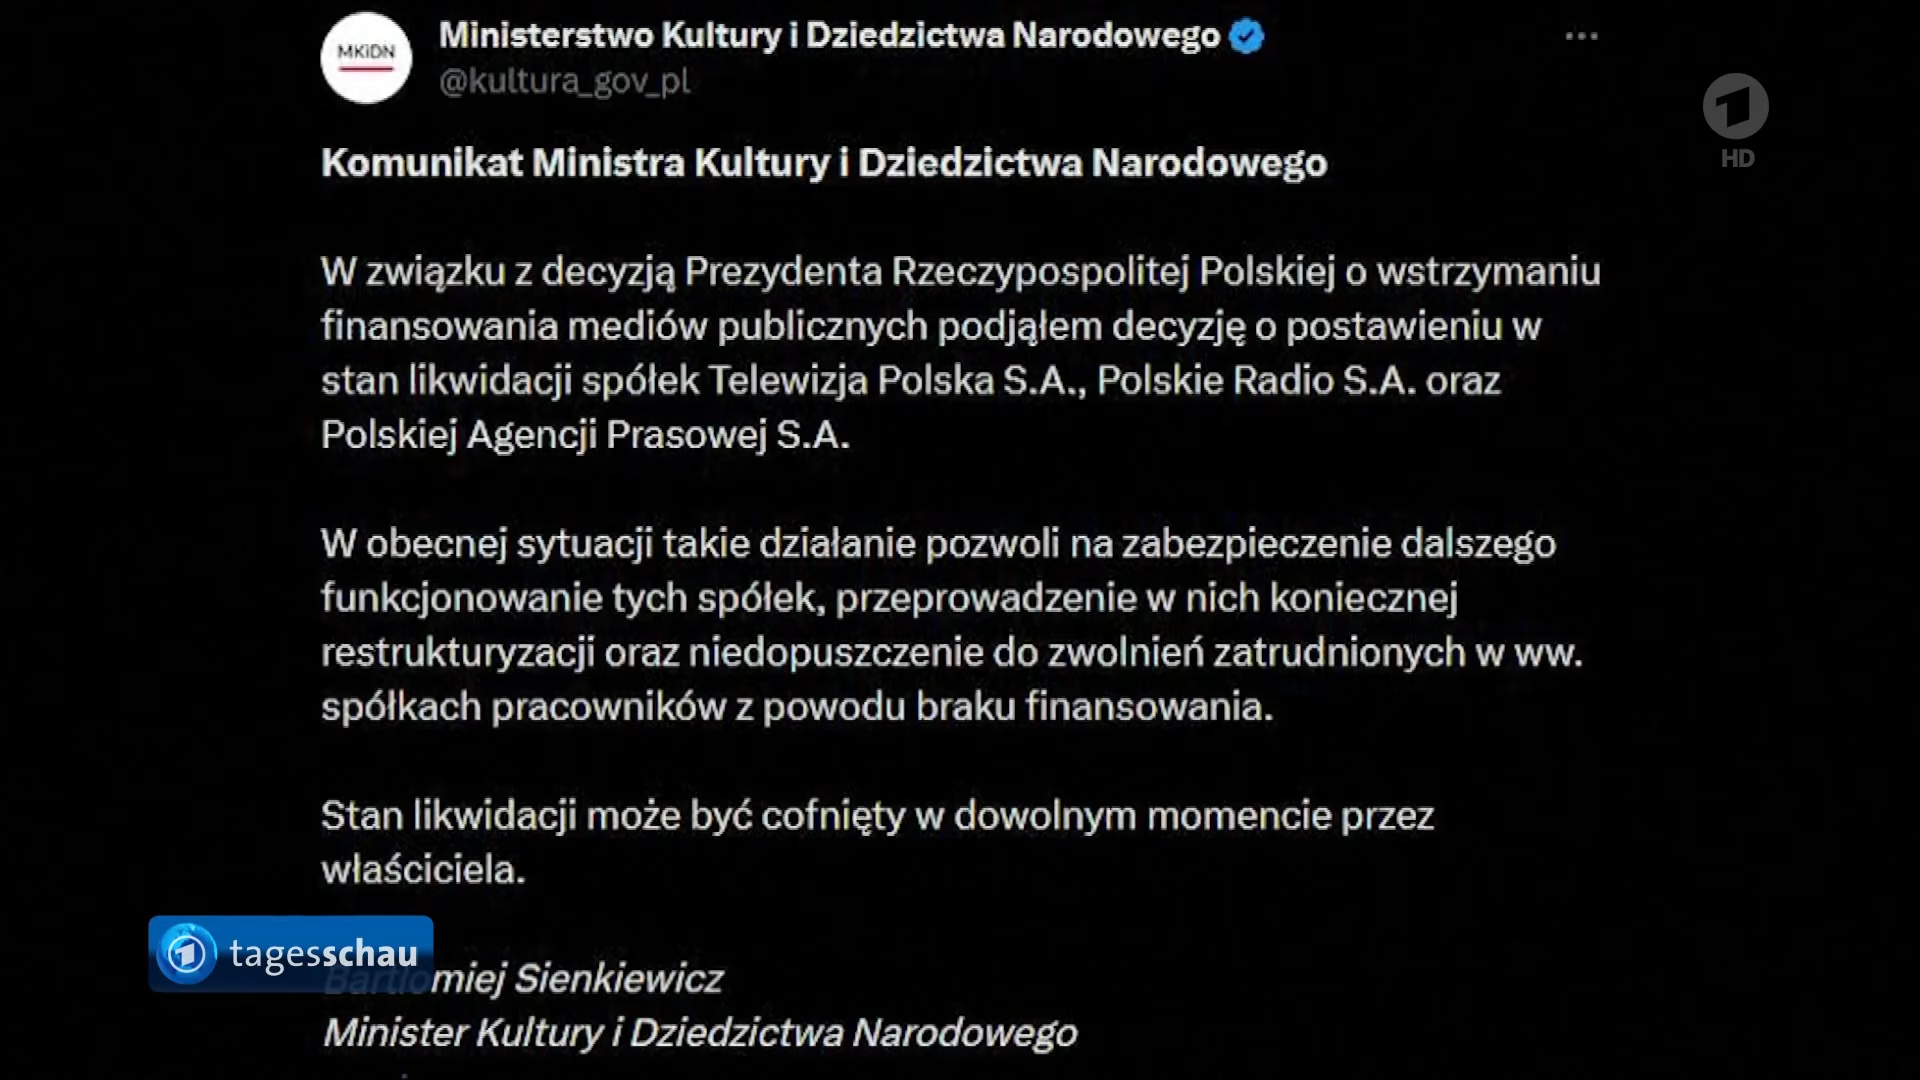 MKiDN
Ministerstwo Kultury i Dziedzictwa Narodowego
@kultura_gov_pl
HD
Komunikat Ministra Kultury i Dziedzictwa Narodowego
W związku z decyzją Prezydenta Rzeczypospolitej Polskiej o wstrzymaniu
finansowania mediów publicznych podjąłem decyzję o postawieniu w
stan likwidacji spółek Telewizja Polska S.A., Polskie Radio S.A. oraz
Polskiej Agencji Prasowej S.A.
W obecnej sytuacji takie działanie pozwoli na zabezpieczenie dalszego
funkcjonowanie tych spółek, przeprowadzenie w nich koniecznej
restrukturyzacji oraz niedopuszczenie do zwolnień zatrudnionych w ww.
spółkach pracowników z powodu braku finansowania.
Stan likwidacji może być cofnięty w dowolnym momencie przez
właściciela.
tagesschau
Bartłomiej Sienkiewicz
Minister Kultury i Dziedzictwa Narodowego